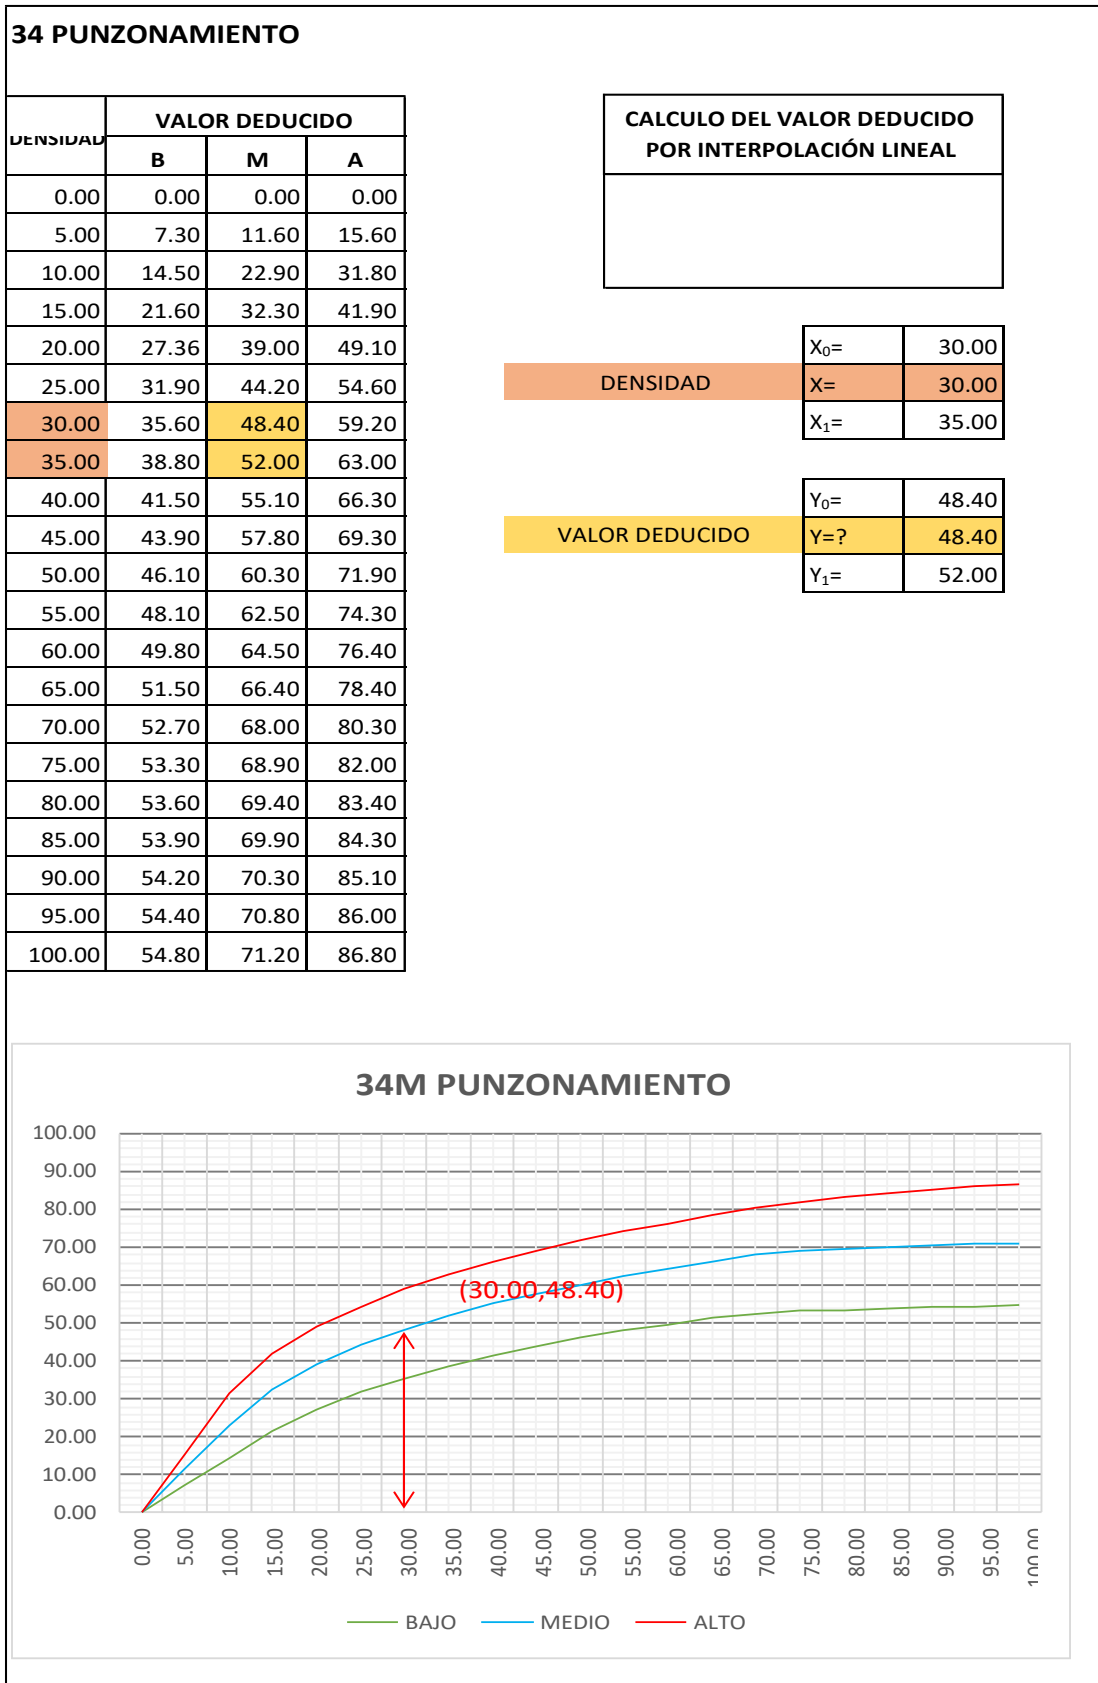 34 PUNZONAMIENTO
DENSIDAD VALOR DEDUCIDO
B M A
0.00 0.00 0.00 0.00
5.00 7.30 11.60 15.60
10.00 14.50 22.90 31.80
15.00 21.60 32.30 41.90
20.00 27.36 39.00 49.10
25.00 31.90 44.20 54.60
30.00 35.60 48.40 59.20
35.00 38.80 52.00 63.00
40.00 41.50 55.10 66.30
45.00 43.90 57.80 69.30
50.00 46.10 60.30 71.90
55.00 48.10 62.50 74.30
60.00 49.80 64.50 76.40
65.00 51.50 66.40 78.40
70.00 52.70 68.00 80.30
75.00 53.30 68.90 82.00
80.00 53.60 69.40 83.40
85.00 53.90 69.90 84.30
90.00 54.20 70.30 85.10
95.00 54.40 70.80 86.00
100.00 54.80 71.20 86.80
CALCULO DEL VALOR DEDUCIDO
POR INTERPOLACIÓN LINEAL
X₀= 30.00
DENSIDAD X= 30.00
X₁= 35.00
Y₀= 48.40
VALOR DEDUCIDO Y=? 48.40
Y₁= 52.00
34M PUNZONAMIENTO
100.00
90.00
80.00
70.00
60.00
50.00
40.00
30.00
20.00
10.00
0.00
(30.00,48.40)
0.00 5.00 10.00 15.00 20.00 25.00 30.00 35.00 40.00 45.00 50.00 55.00 60.00 65.00 70.00 75.00 80.00 85.00 90.00 95.00 100.00
BAJO MEDIO ALTO